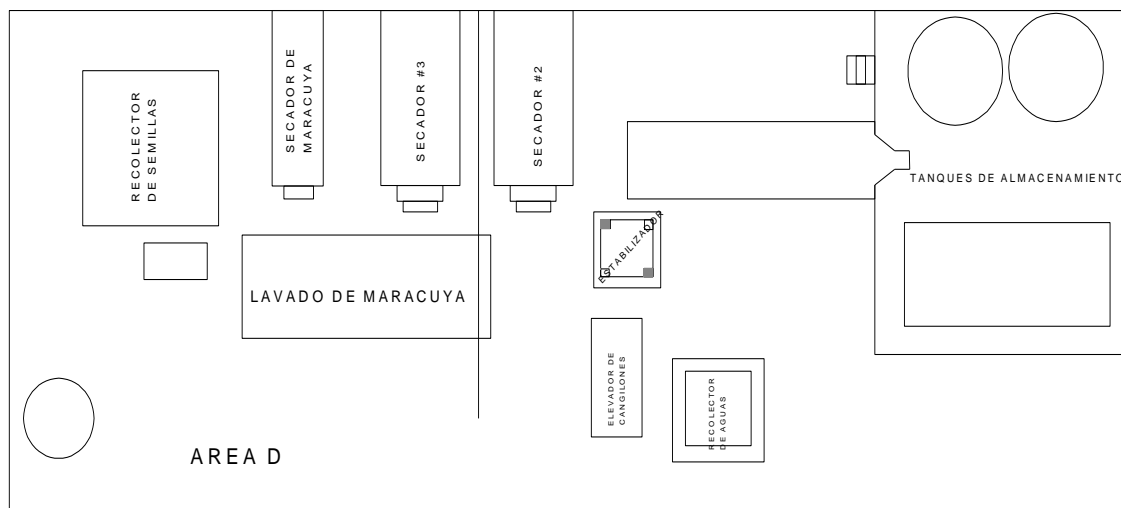 RECOLECTOR
DE SEMILLAS
SECADOR DE
MARACUYA
SECADOR #3
SECADOR #2
TANQUES DE ALMACENAMIENTO
ESTABILIZADOR
LAVADO DE MARACUYA
ELEVADOR DE
CANGILONES
RECOLECTOR
DE AGUAS
AREA D